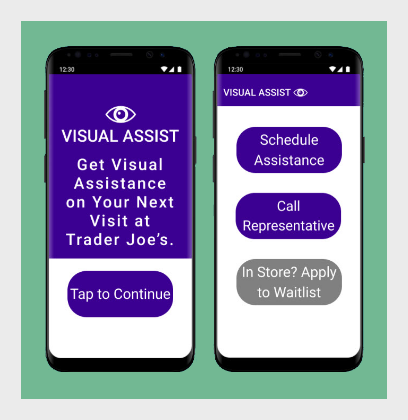 12:30
VISUAL ASSIST
Get Visual
Assistance
on Your Next
Visit at
Trader Joe's.
Tap to Continue
12:30
VISUAL ASSIST
Schedule
Assistance
Call
Representative
In Store? Apply
to Waitlist